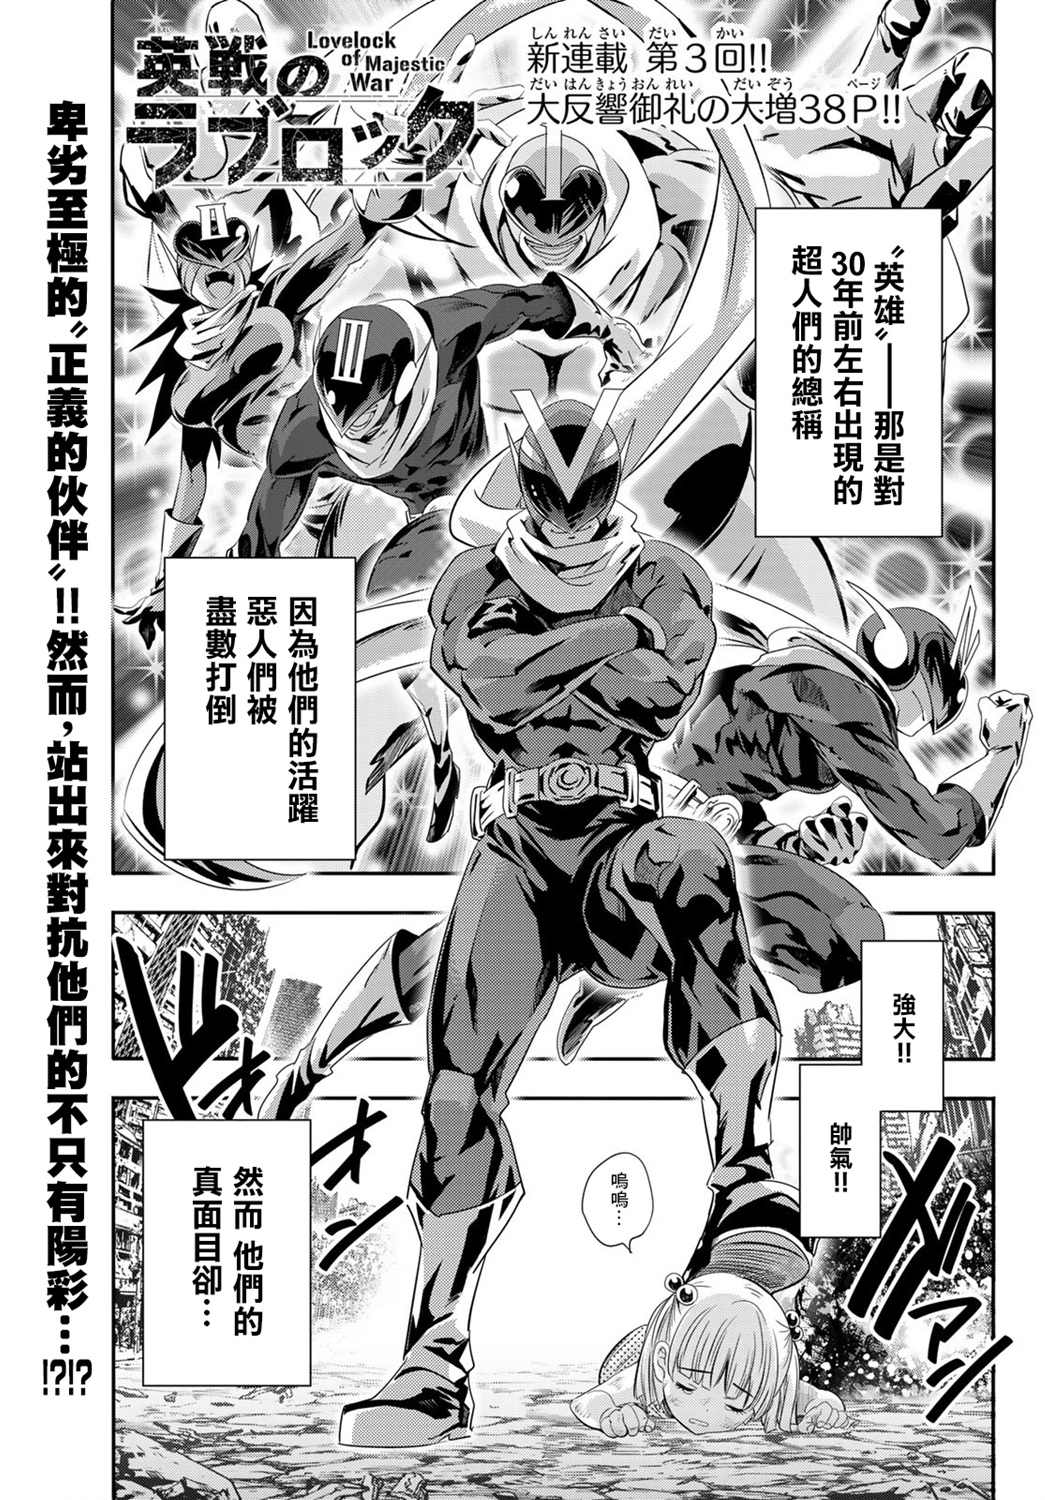 英戦のラブロック
Lovelock
of Majestic
War
しんれんさい だい かい
新連載 第3回!!
だいはんきょうおんれい だいぞう ページ
大反響御礼の大増38P!!
卑劣至極的〝正義的伙伴〟!!然而,站出來對抗他們的不只有陽彩…!?!?
〝英雄〟——那是對
30年前左右出現的
超人們的總稱
II
I
III
V
因為他們的活躍
惡人們被
盡數打倒
強大!!
帥氣!!
嗚嗚…
然而 他們的
真面目卻…